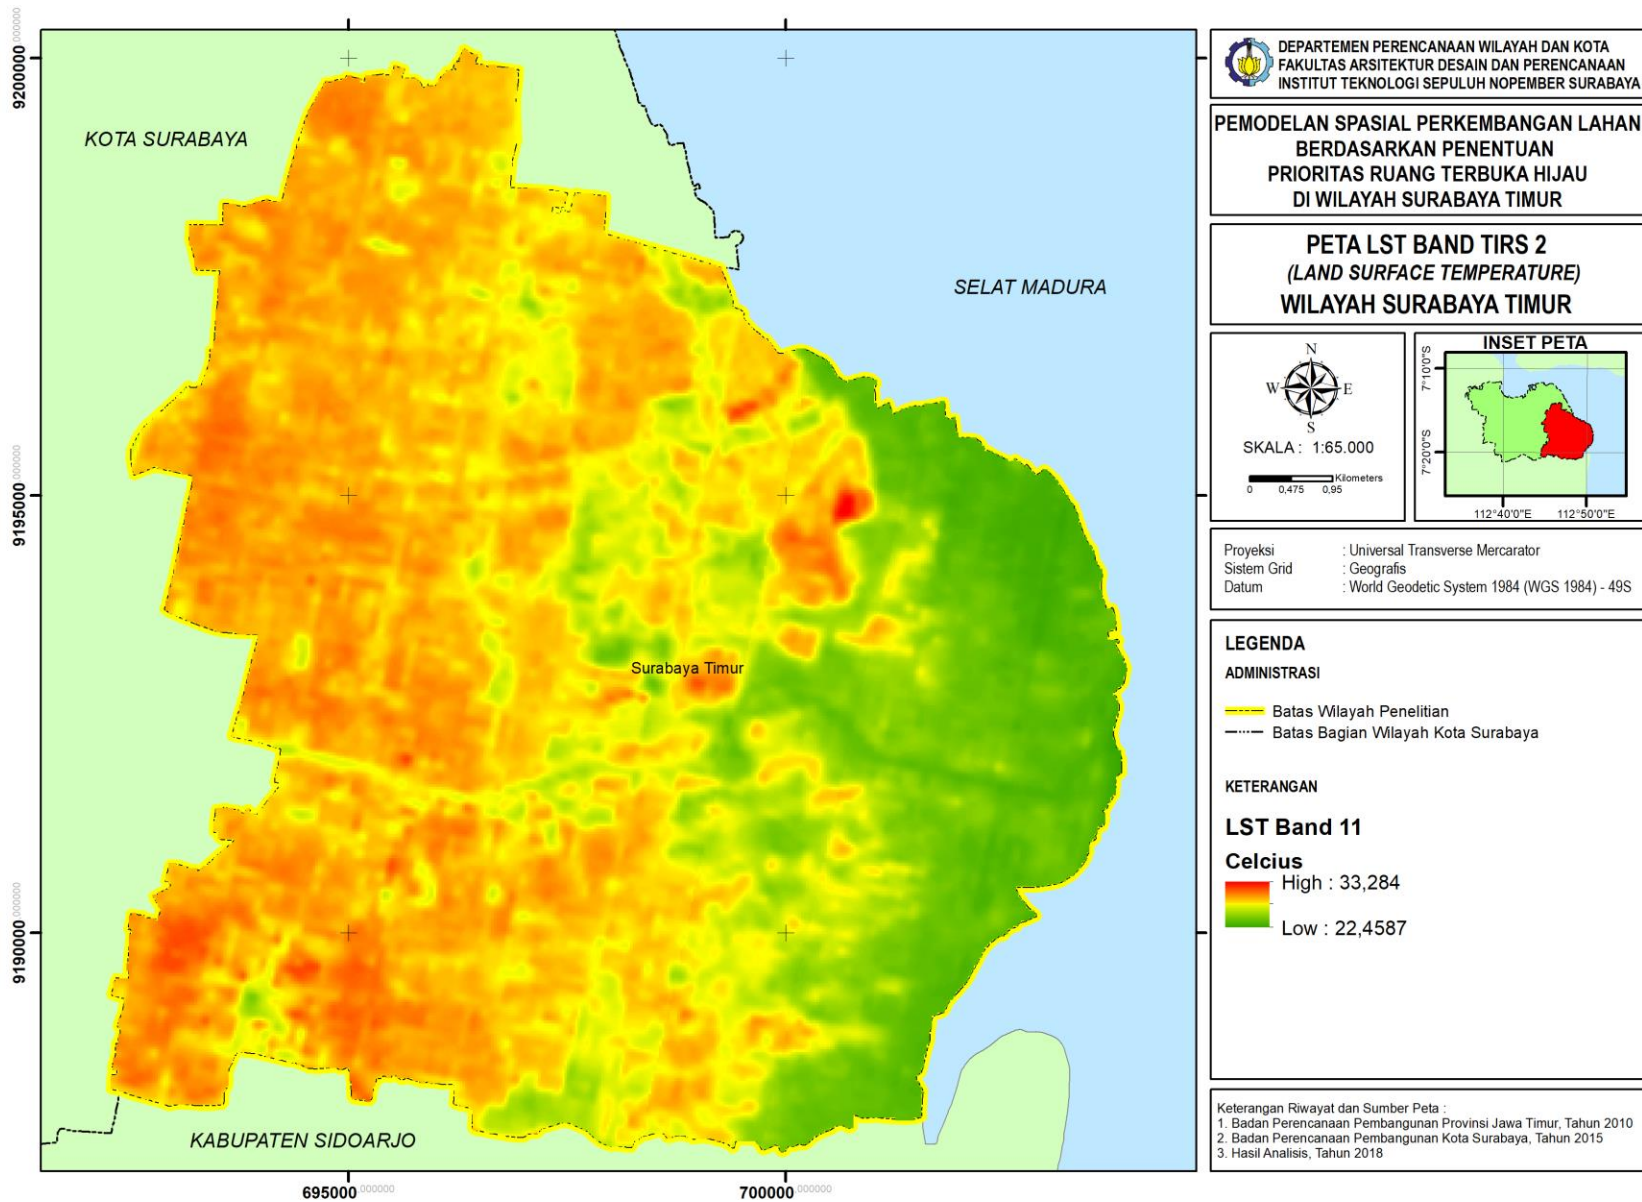 9200000,000000
9195000,000000
9190000,000000
695000,000000
700000,000000
KOTA SURABAYA
SELAT MADURA
Surabaya Timur
KABUPATEN SIDOARJO
DEPARTEMEN PERENCANAAN WILAYAH DAN KOTA
FAKULTAS ARSITEKTUR DESAIN DAN PERENCANAAN
INSTITUT TEKNOLOGI SEPULUH NOPEMBER SURABAYA
PEMODELAN SPASIAL PERKEMBANGAN LAHAN
BERDASARKAN PENENTUAN
PRIORITAS RUANG TERBUKA HIJAU
DI WILAYAH SURABAYA TIMUR
PETA LST BAND TIRS 2
(LAND SURFACE TEMPERATURE)
WILAYAH SURABAYA TIMUR
N
W E
S
SKALA : 1:65.000
Kilometers
0 0,475 0,95
INSET PETA
7°10'0"S
7°20'0"S
112°40'0"E 112°50'0"E
Proyeksi : Universal Transverse Mercarator
Sistem Grid : Geografis
Datum : World Geodetic System 1984 (WGS 1984) - 49S
LEGENDA
ADMINISTRASI
Batas Wilayah Penelitian
Batas Bagian Wilayah Kota Surabaya
KETERANGAN
LST Band 11
Celcius
High : 33,284
Low : 22,4587
Keterangan Riwayat dan Sumber Peta :
1. Badan Perencanaan Pembangunan Provinsi Jawa Timur, Tahun 2010
2. Badan Perencanaan Pembangunan Kota Surabaya, Tahun 2015
3. Hasil Analisis, Tahun 2018